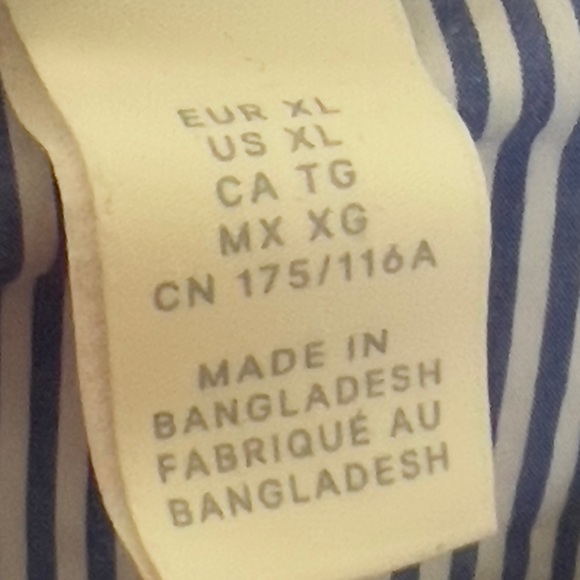 EUR XL
US XL
CA TG
MX XG
CN 175/116A
MADE IN
BANGLADESH
FABRIQUÉ AU
BANGLADESH